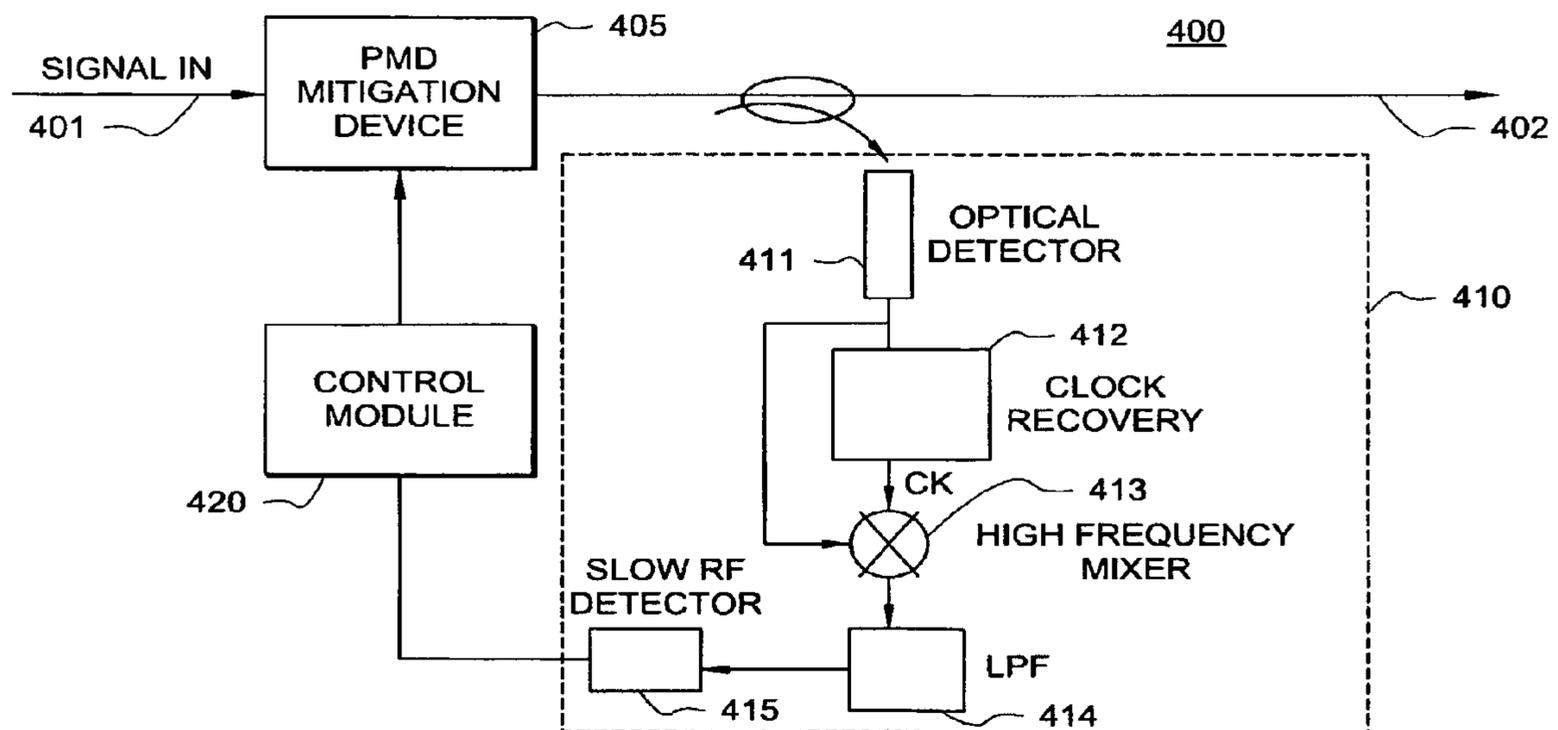 405
400
SIGNAL IN
PMD
MITIGATION
DEVICE
401
402
OPTICAL
DETECTOR
411
410
412
CONTROL
MODULE
CLOCK
RECOVERY
420
CK
413
HIGH FREQUENCY
MIXER
SLOW RF
DETECTOR
LPF
415
414